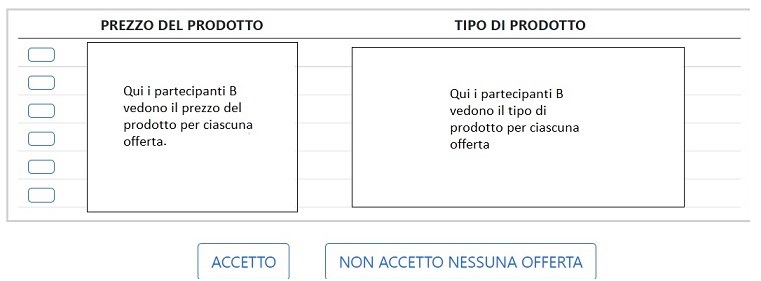 PREZZO DEL PRODOTTO
TIPO DI PRODOTTO
Qui i partecipanti B
vedono il prezzo del
prodotto per ciascuna
offerta.
Qui i partecipanti B
vedono il tipo di
prodotto per ciascuna
offerta
ACCETTO
NON ACCETTO NESSUNA OFFERTA